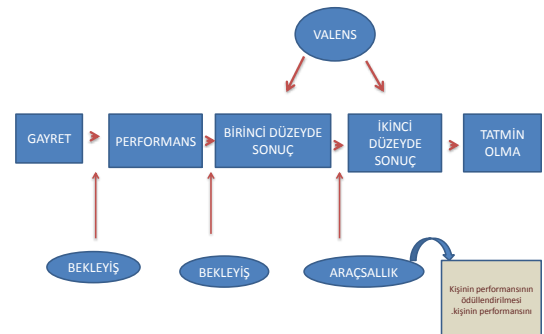 VALENS
GAYRET
PERFORMANS
BİRİNCİ DÜZEYDE
SONUÇ
İKİNCİ
DÜZEYDE
SONUÇ
TATMİN
OLMA
BEKLEYİŞ
BEKLEYİŞ
ARAÇSALLIK
Kişinin performansının
ödüllendirilmesi
.kişinin performansını